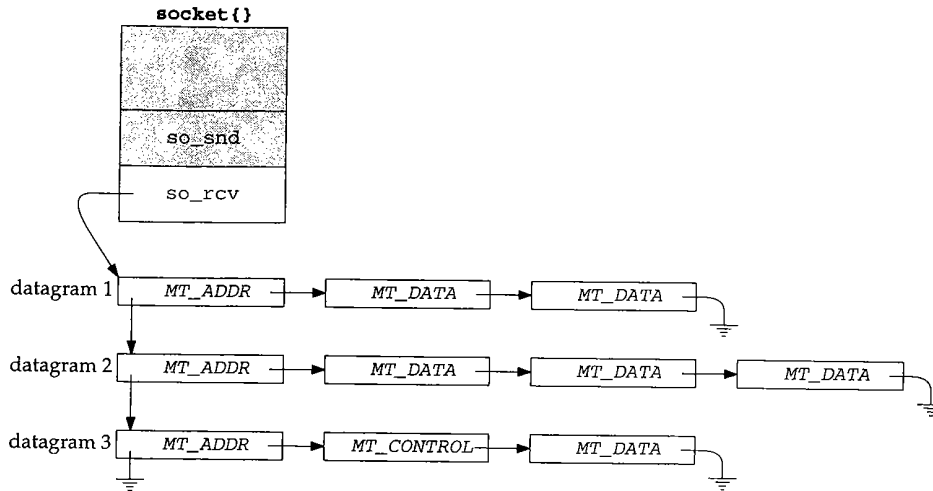 socket{}
so_snd
so_rcv
datagram 1 MT_ADDR MT_DATA MT_DATA
datagram 2 MT_ADDR MT_DATA MT_DATA MT_DATA
datagram 3 MT_ADDR MT_CONTROL MT_DATA